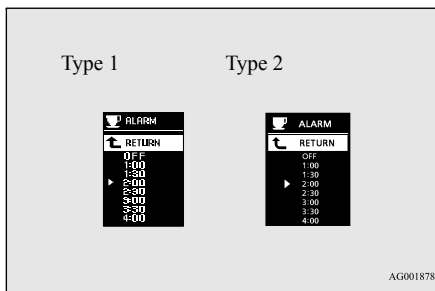 Type 1
Type 2
ALARM
RETURN
OFF
1:00
1:30
2:00
2:30
3:00
3:30
4:00
ALARM
RETURN
OFF
1:00
1:30
2:00
2:30
3:00
3:30
4:00
AG001878